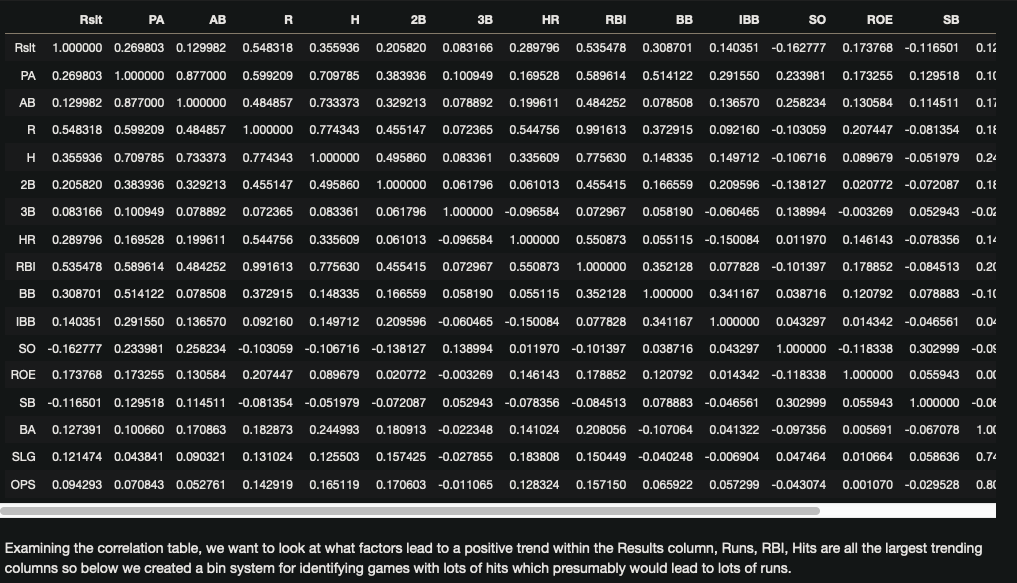 Rslt PA AB R H 2B 3B HR RBI BB IBB SO ROE SB
Rslt 1.000000 0.269803 0.129982 0.548318 0.355936 0.205820 0.083166 0.289796 0.535478 0.308701 0.140351 -0.162777 0.173768 -0.116501 0.12
PA 0.269803 1.000000 0.877000 0.599209 0.709785 0.383936 0.100949 0.169528 0.589614 0.514122 0.291550 0.233981 0.173255 0.129518 0.10
AB 0.129982 0.877000 1.000000 0.484857 0.733373 0.329213 0.078892 0.199611 0.484252 0.078508 0.136570 0.258234 0.130584 0.114511 0.17
R 0.548318 0.599209 0.484857 1.000000 0.774343 0.455147 0.072365 0.544756 0.991613 0.372915 0.092160 -0.103059 0.207447 -0.081354 0.18
H 0.355936 0.709785 0.733373 0.774343 1.000000 0.495860 0.083361 0.335609 0.775630 0.148335 0.149712 -0.106716 0.089679 -0.051979 0.24
2B 0.205820 0.383936 0.329213 0.455147 0.495860 1.000000 0.061796 0.061013 0.455415 0.166559 0.209596 -0.138127 0.020772 -0.072087 0.18
3B 0.083166 0.100949 0.078892 0.072365 0.083361 0.061796 1.000000 -0.096584 0.072967 0.058190 -0.060465 0.138994 -0.003269 0.052943 -0.02
HR 0.289796 0.169528 0.199611 0.544756 0.335609 0.061013 -0.096584 1.000000 0.550873 0.055115 -0.150084 0.011970 0.146143 -0.078356 0.14
RBI 0.535478 0.589614 0.484252 0.991613 0.775630 0.455415 0.072967 0.550873 1.000000 0.352128 0.077828 -0.101397 0.178852 -0.084513 0.20
BB 0.308701 0.514122 0.078508 0.372915 0.148335 0.166559 0.058190 0.055115 0.352128 1.000000 0.341167 0.038716 0.120792 0.078883 -0.10
IBB 0.140351 0.291550 0.136570 0.092160 0.149712 0.209596 -0.060465 -0.150084 0.077828 0.341167 1.000000 0.043297 0.014342 -0.046561 0.04
SO -0.162777 0.233981 0.258234 -0.103059 -0.106716 -0.138127 0.138994 0.011970 -0.101397 0.038716 0.043297 1.000000 -0.118338 0.302999 -0.09
ROE 0.173768 0.173255 0.130584 0.207447 0.089679 0.020772 -0.003269 0.146143 0.178852 0.120792 0.014342 -0.118338 1.000000 0.055943 0.00
SB -0.116501 0.129518 0.114511 -0.081354 -0.051979 -0.072087 0.052943 -0.078356 -0.084513 0.078883 -0.046561 0.302999 0.055943 1.000000 -0.06
BA 0.127391 0.100660 0.170863 0.182873 0.244993 0.180913 -0.022348 0.141024 0.208056 -0.107064 0.041322 -0.097356 0.005691 -0.067078 1.00
SLG 0.121474 0.043841 0.090321 0.131024 0.125503 0.157425 -0.027855 0.183808 0.150449 -0.040248 -0.006904 0.047464 0.010664 0.058636 0.74
OPS 0.094293 0.070843 0.052761 0.142919 0.165119 0.170603 -0.011065 0.128324 0.157150 0.065922 0.057299 -0.043074 0.001070 -0.029528 0.80
Examining the correlation table, we want to look at what factors lead to a positive trend within the Results column, Runs, RBI, Hits are all the largest trending
columns so below we created a bin system for identifying games with lots of hits which presumably would lead to lots of runs.